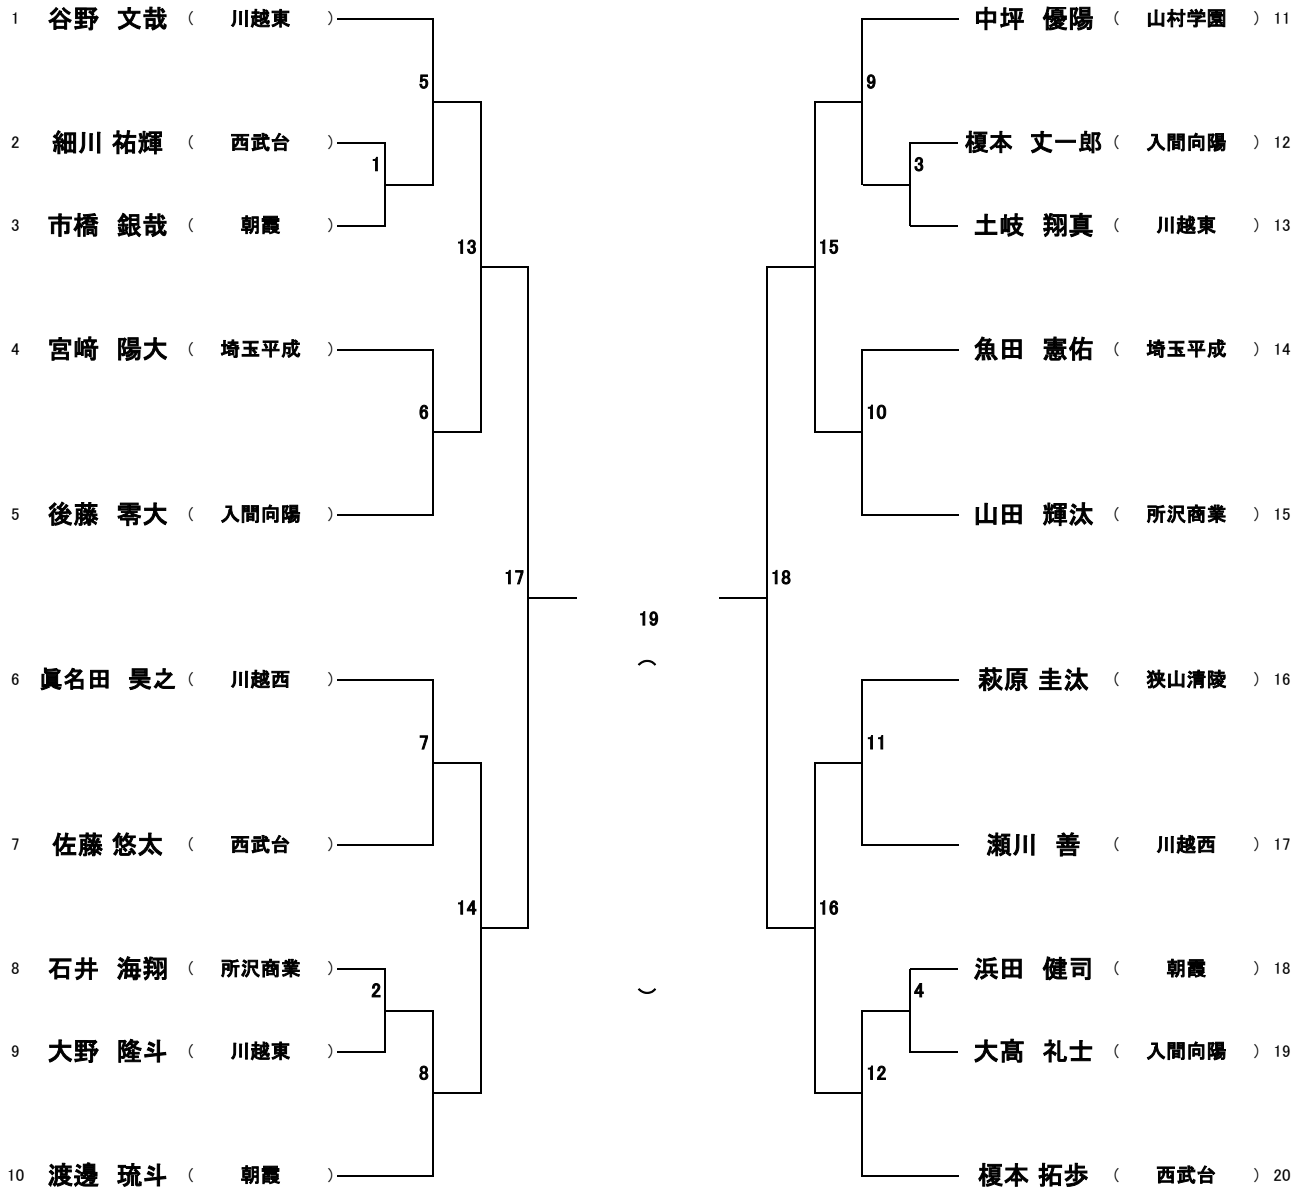 1 谷野 文哉 （ 川越東 ）
5
2 細川 祐輝 （ 西武台 ）
1
3 市橋 銀哉 （ 朝霞 ）
13
4 宮﨑 陽大 （ 埼玉平成 ）
6
5 後藤 零大 （ 入間向陽 ）
17
6 眞名田 昊之 （ 川越西 ）
7
7 佐藤 悠太 （ 西武台 ）
14
8 石井 海翔 （ 所沢商業 ）
2
9 大野 隆斗 （ 川越東 ）
8
10 渡邊 琉斗 （ 朝霞 ）
19
（
）
中坪 優陽 （ 山村学園 ） 11
9
榎本 丈一郎 （ 入間向陽 ） 12
3
土岐 翔真 （ 川越東 ） 13
15
魚田 憲佑 （ 埼玉平成 ） 14
10
山田 輝汰 （ 所沢商業 ） 15
18
萩原 圭汰 （ 狭山清陵 ） 16
11
瀬川 善 （ 川越西 ） 17
16
浜田 健司 （ 朝霞 ） 18
4
大髙 礼士 （ 入間向陽 ） 19
12
榎本 拓歩 （ 西武台 ） 20